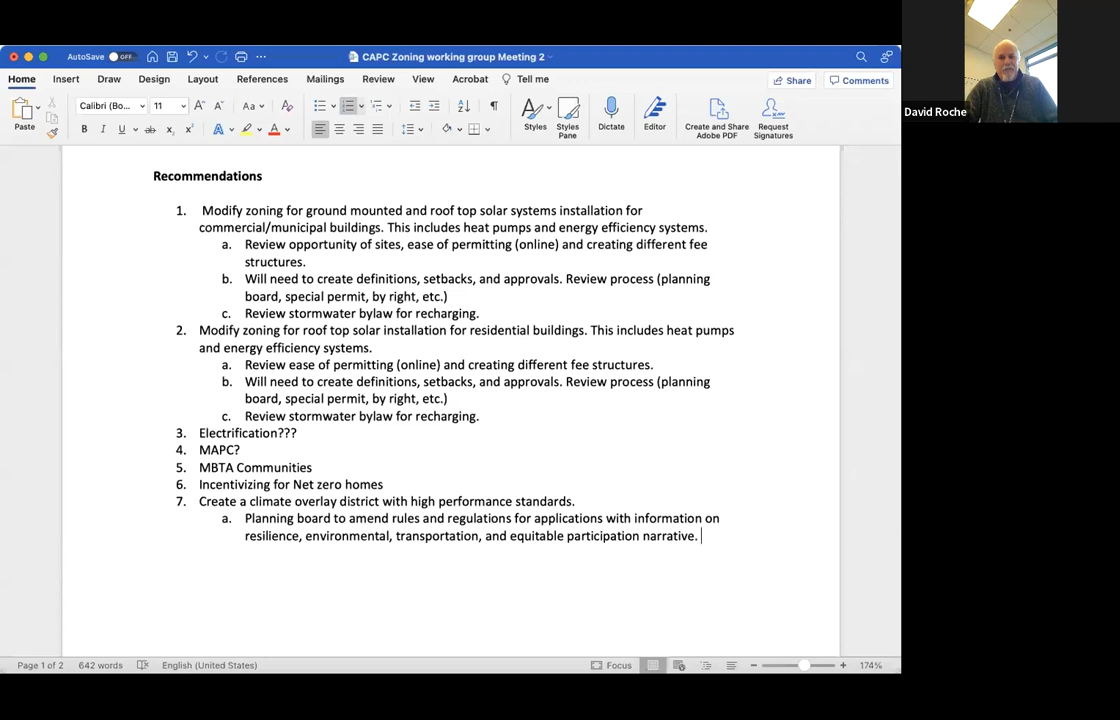 AutoSave OFF
CAPC Zoning working group Meeting 2
Home Insert Draw Design Layout References Mailings Review View Acrobat Tell me
Share Comments
Calibri (Bo... 11
Paste
Styles
Styles Pane
Dictate
Editor
Create and Share Adobe PDF
Request Signatures
David Roche
Recommendations
1. Modify zoning for ground mounted and roof top solar systems installation for
commercial/municipal buildings. This includes heat pumps and energy efficiency systems.
a. Review opportunity of sites, ease of permitting (online) and creating different fee
structures.
b. Will need to create definitions, setbacks, and approvals. Review process (planning
board, special permit, by right, etc.)
c. Review stormwater bylaw for recharging.
2. Modify zoning for roof top solar installation for residential buildings. This includes heat pumps
and energy efficiency systems.
a. Review ease of permitting (online) and creating different fee structures.
b. Will need to create definitions, setbacks, and approvals. Review process (planning
board, special permit, by right, etc.)
c. Review stormwater bylaw for recharging.
3. Electrification???
4. MAPC?
5. MBTA Communities
6. Incentivizing for Net zero homes
7. Create a climate overlay district with high performance standards.
a. Planning board to amend rules and regulations for applications with information on
resilience, environmental, transportation, and equitable participation narrative.
Page 1 of 2 642 words English (United States) Focus 174%